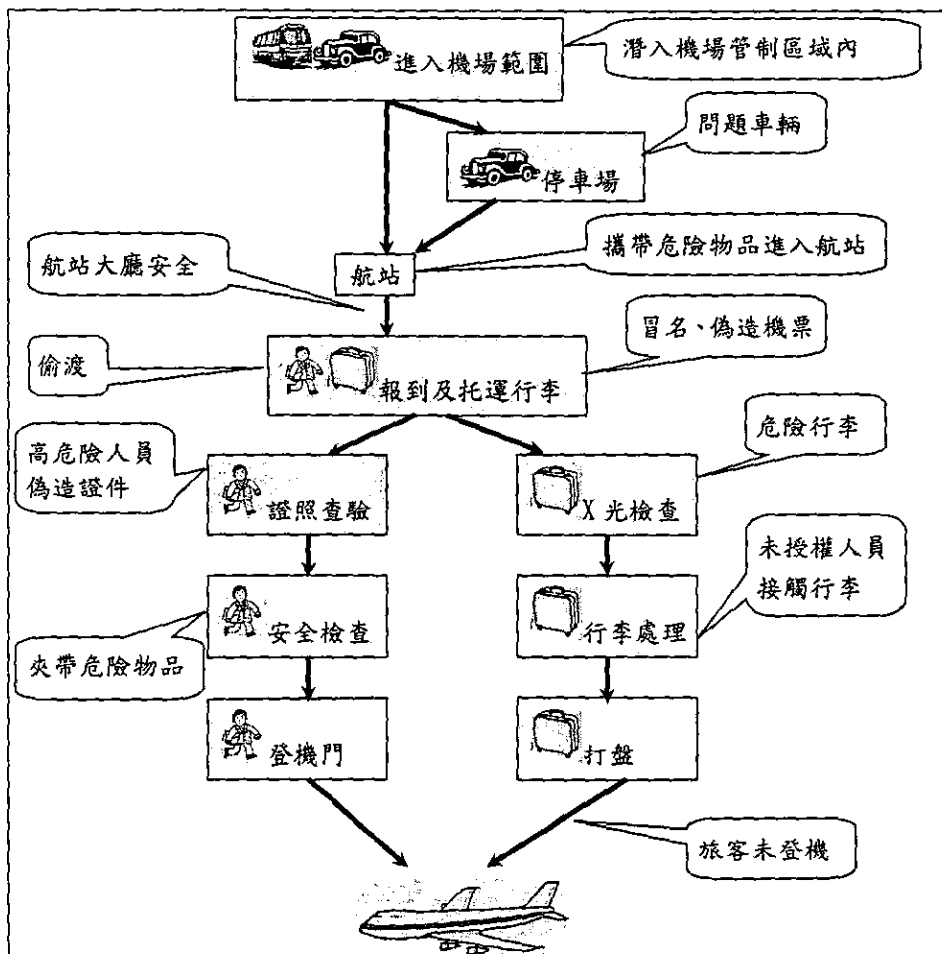 進入機場範圍
潛入機場管制區域內
問題車輛
停車場
攜帶危險物品進入航站
航站大廳安全
航站
冒名、偽造機票
偷渡
報到及托運行李
危險行李
高危險人員
偽造證件
證照查驗
X光檢查
未授權人員
接觸行李
安全檢查
行李處理
夾帶危險物品
登機門
打盤
旅客未登機